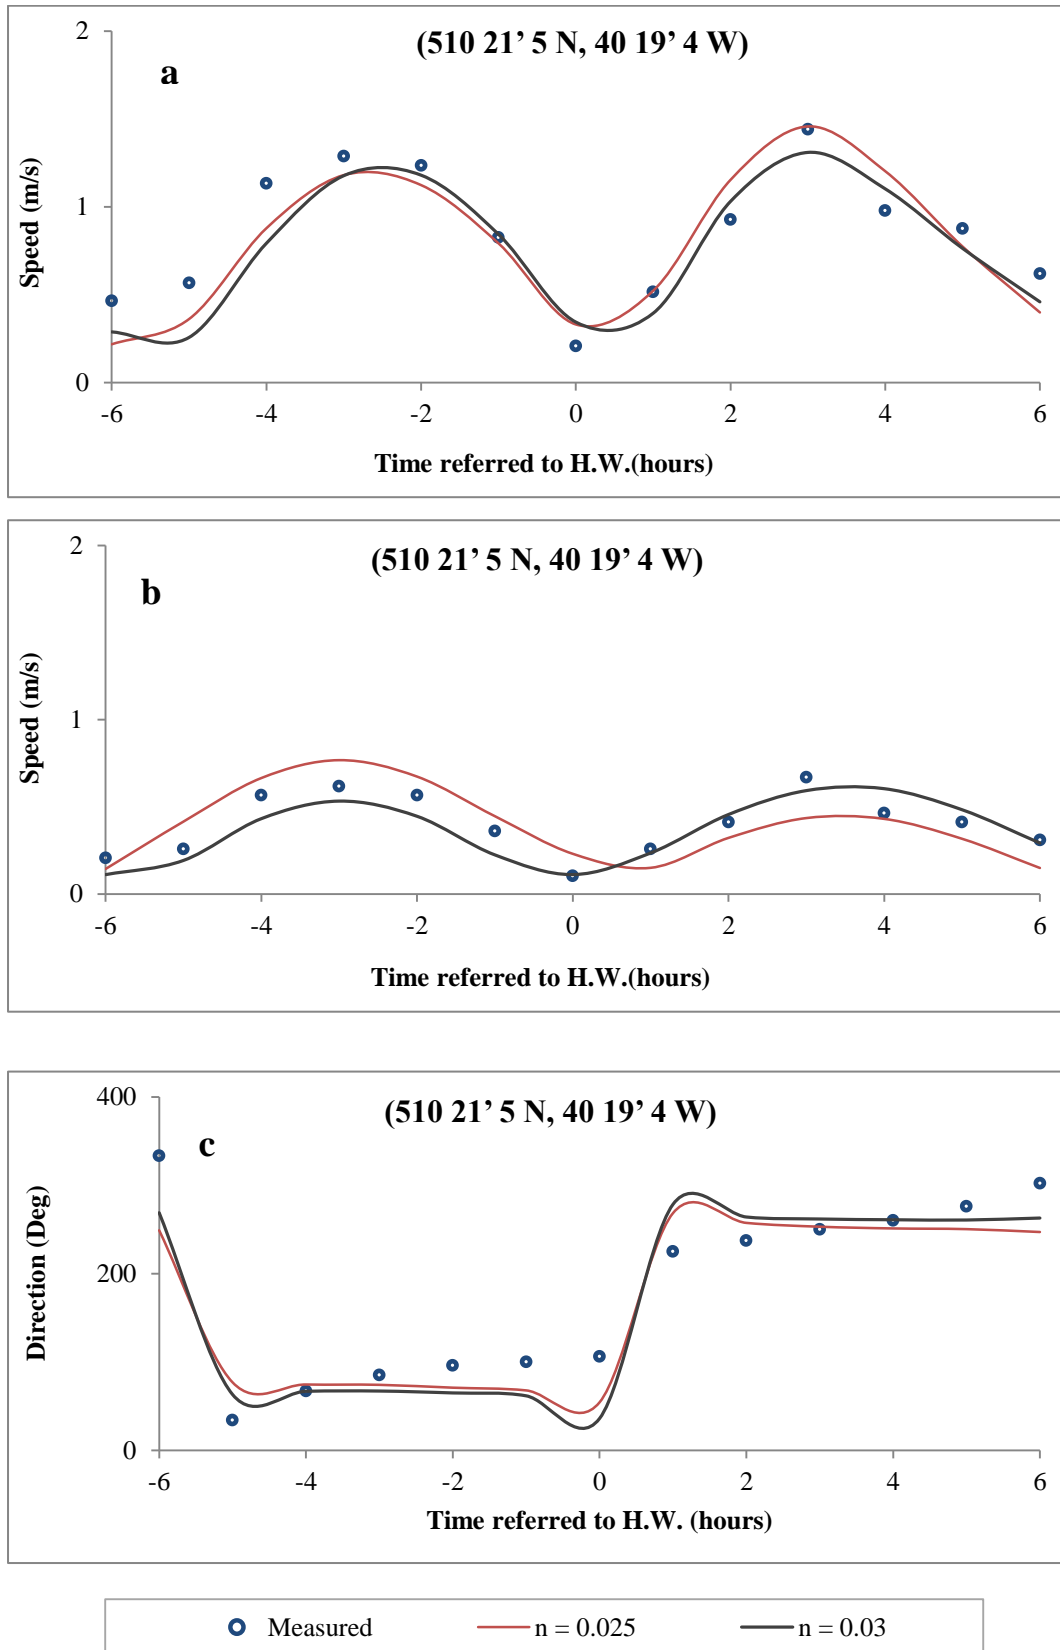 (510 21’ 5 N, 40 19’ 4 W)
a
2
1
0
Speed (m/s)
-6 -4 -2 0 2 4 6
Time referred to H.W.(hours)
(510 21’ 5 N, 40 19’ 4 W)
b
2
1
0
Speed (m/s)
-6 -4 -2 0 2 4 6
Time referred to H.W.(hours)
(510 21’ 5 N, 40 19’ 4 W)
c
400
200
0
Direction (Deg)
-6 -4 -2 0 2 4 6
Time referred to H.W. (hours)
Measured n = 0.025 n = 0.03